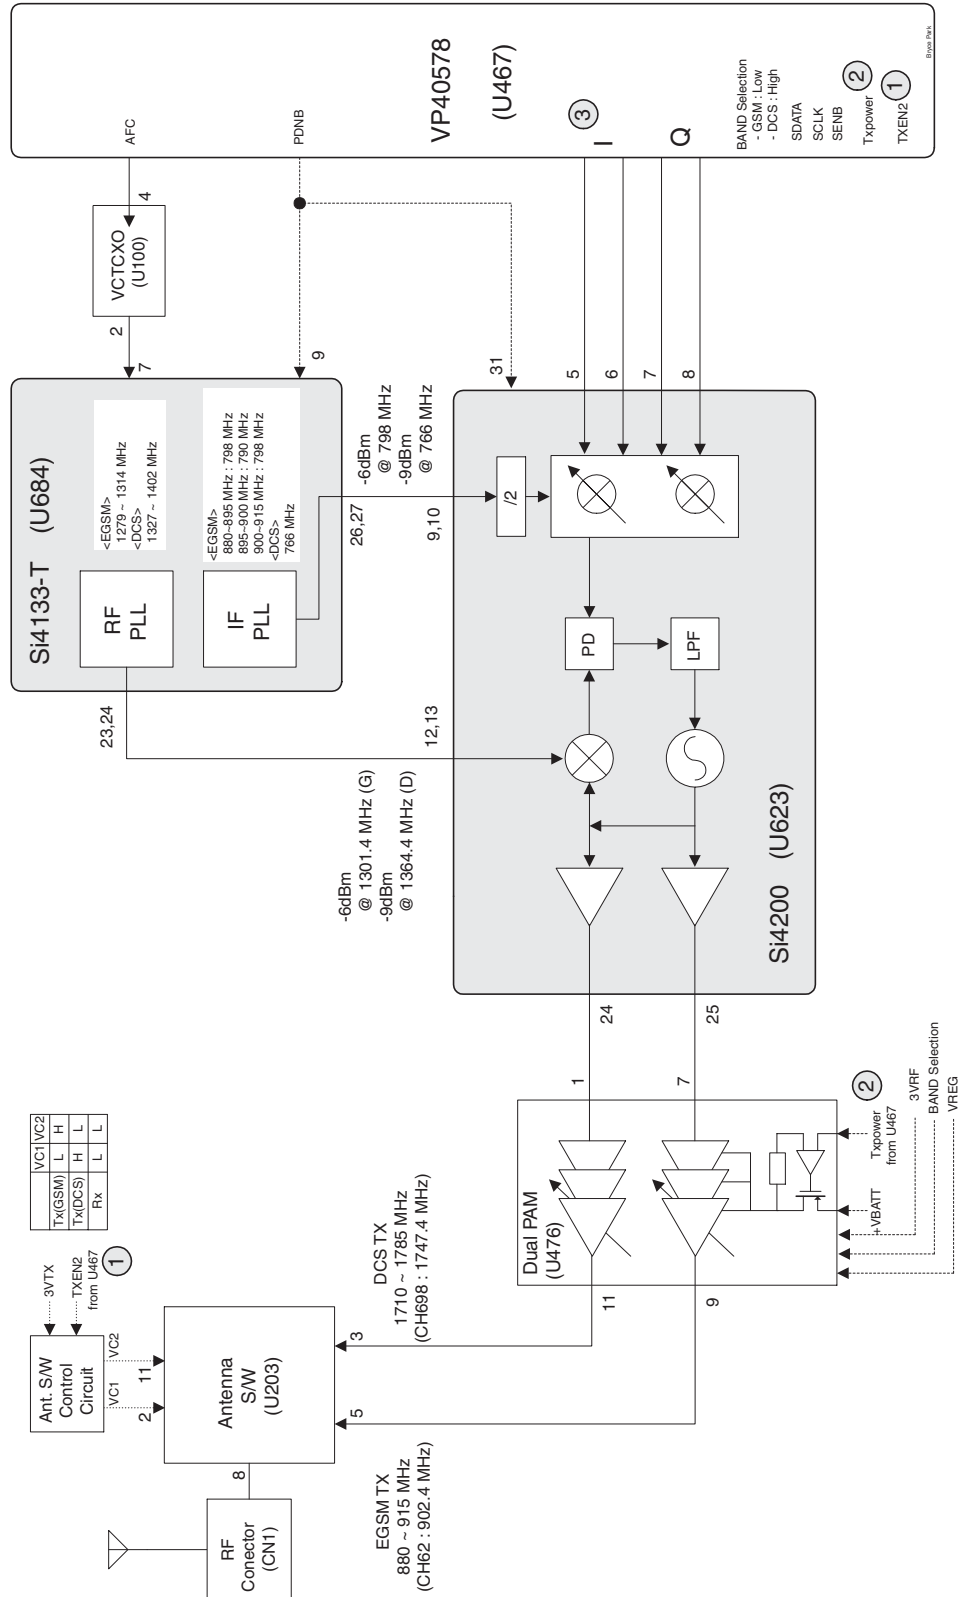 RF
Conector
(CN1)
8
Ant. S/W
Control
Circuit
3VTX
TXEN2
from U467
1
VC1
VC2
2
11
VC1
VC2
Tx(GSM)
L
H
Tx(DCS)
H
L
Rx
L
L
Antenna
S/W
(U203)
3
5
EGSM TX
880 ~ 915 MHz
(CH62 : 902.4 MHz)
DCS TX
1710 ~ 1785 MHz
(CH698 : 1747.4 MHz)
Dual PAM
(U476)
11
9
1
7
+VBATT
Txpower
from U467
2
3VRF
BAND Selection
VREG
24
25
Si4200 (U623)
PD
LPF
/2
12,13
9,10
31
5
6
7
8
-6dBm
@ 1301.4 MHz (G)
-9dBm
@ 1364.4 MHz (D)
-6dBm
@ 798 MHz
-9dBm
@ 766 MHz
23,24
26,27
Si4133-T (U684)
RF
PLL
IF
PLL
<EGSM>
1279 ~ 1314 MHz
<DCS>
1327 ~ 1402 MHz
<EGSM>
880~895 MHz : 798 MHz
895~900 MHz : 790 MHz
900~915 MHz : 798 MHz
<DCS>
766 MHz
7
9
2
VCTCXO
(U100)
4
AFC
PDNB
VP40578
(U467)
3
I
Q
BAND Selection
- GSM : Low
- DCS : High
SDATA
SCLK
SENB
Txpower
2
TXEN2
1
Bryce Park